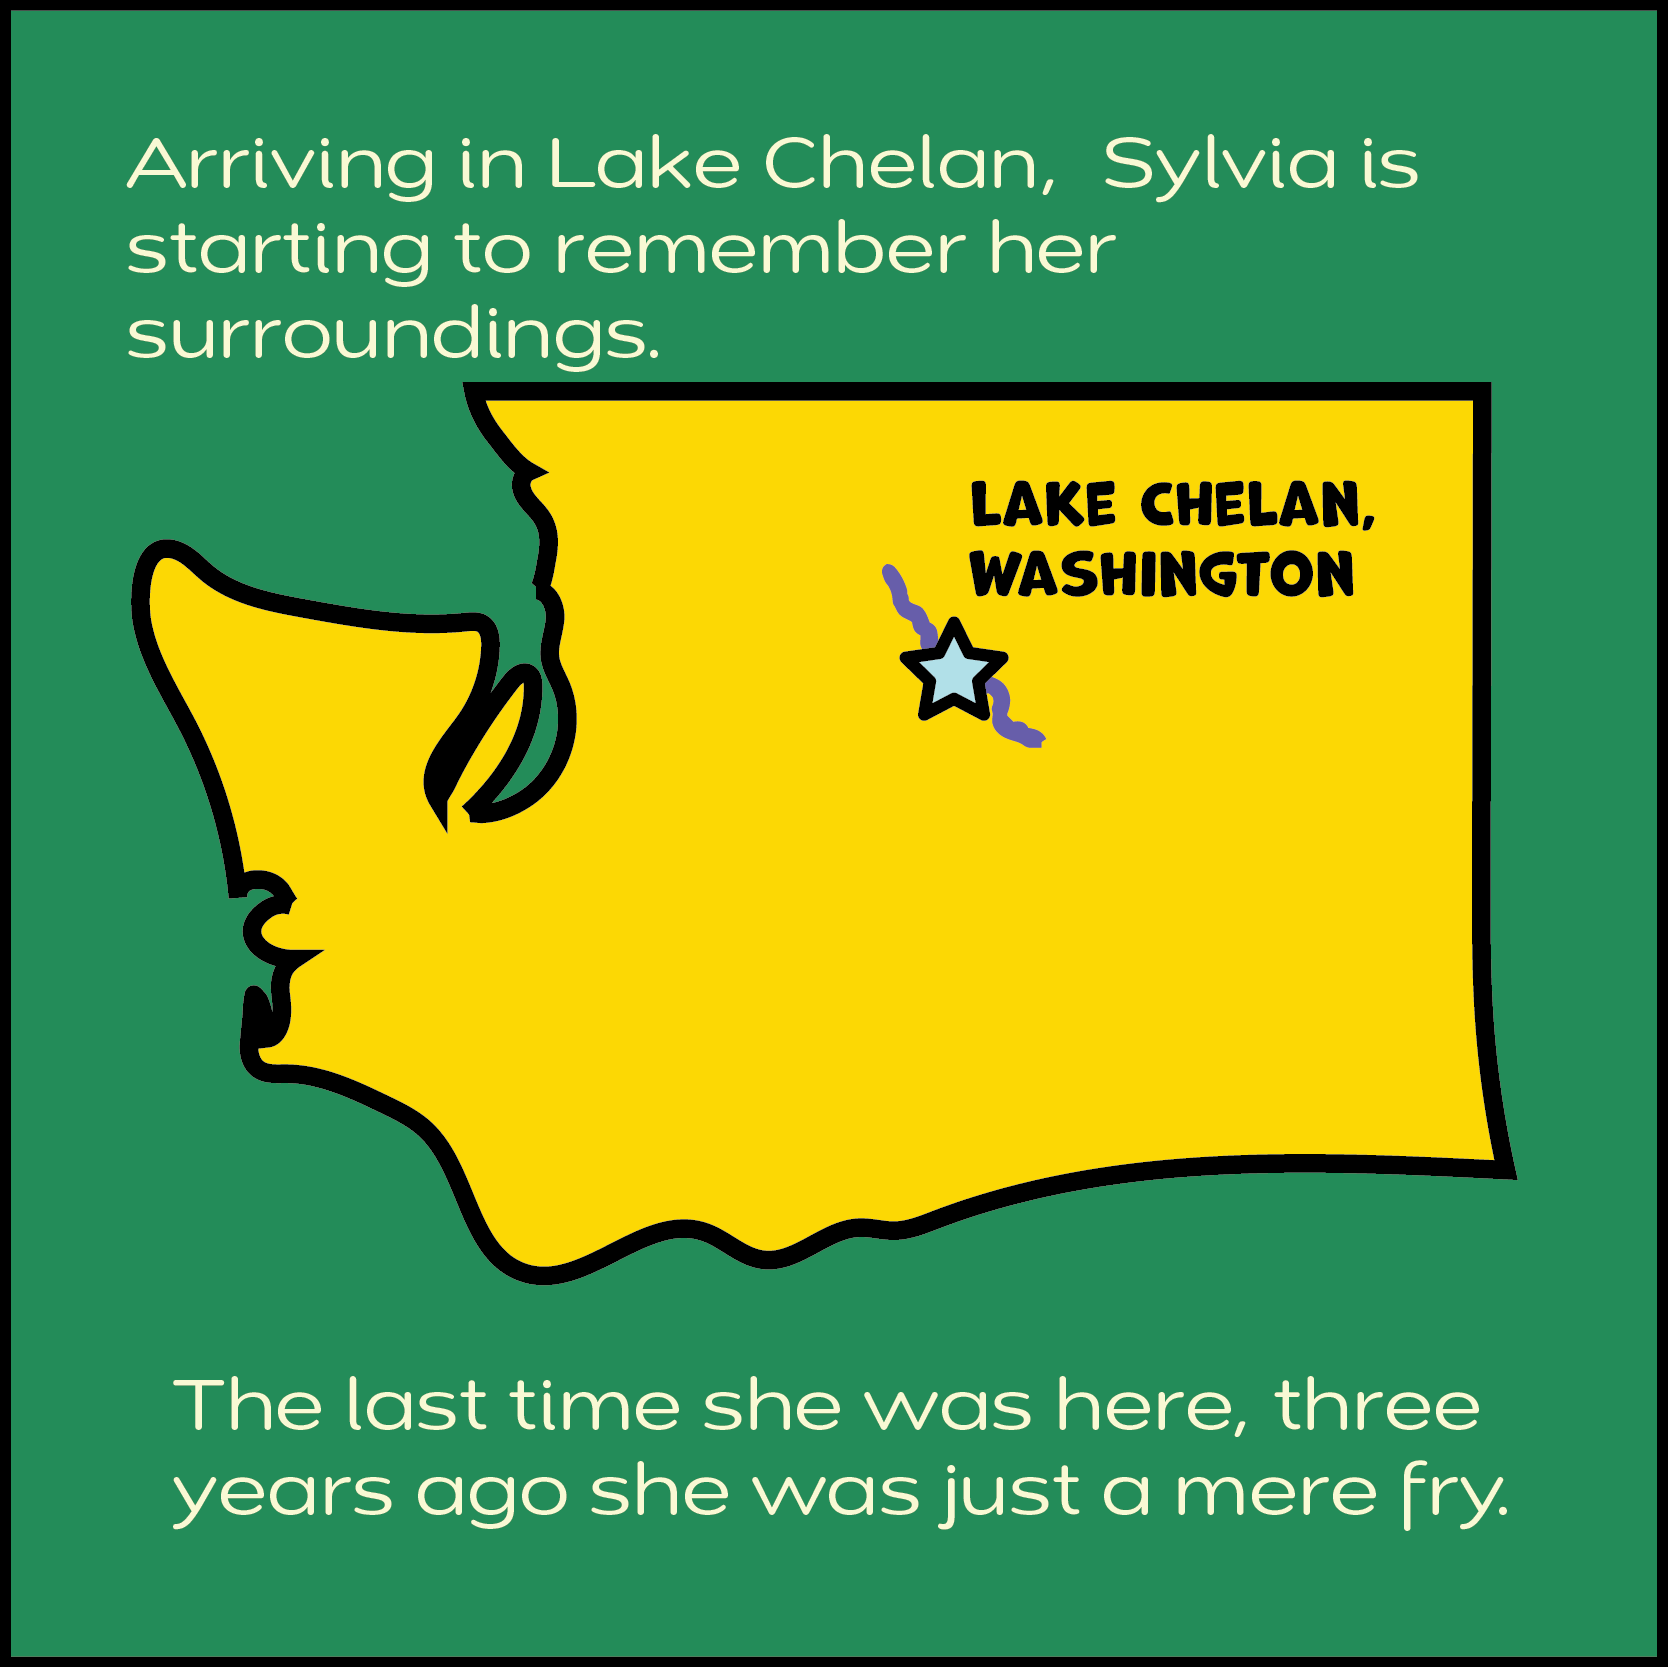 Arriving in Lake Chelan,  Sylvia is
starting to remember her
surroundings.
LAKE CHELAN,
WASHINGTON
The last time she was here, three
years ago she was just a mere fry.